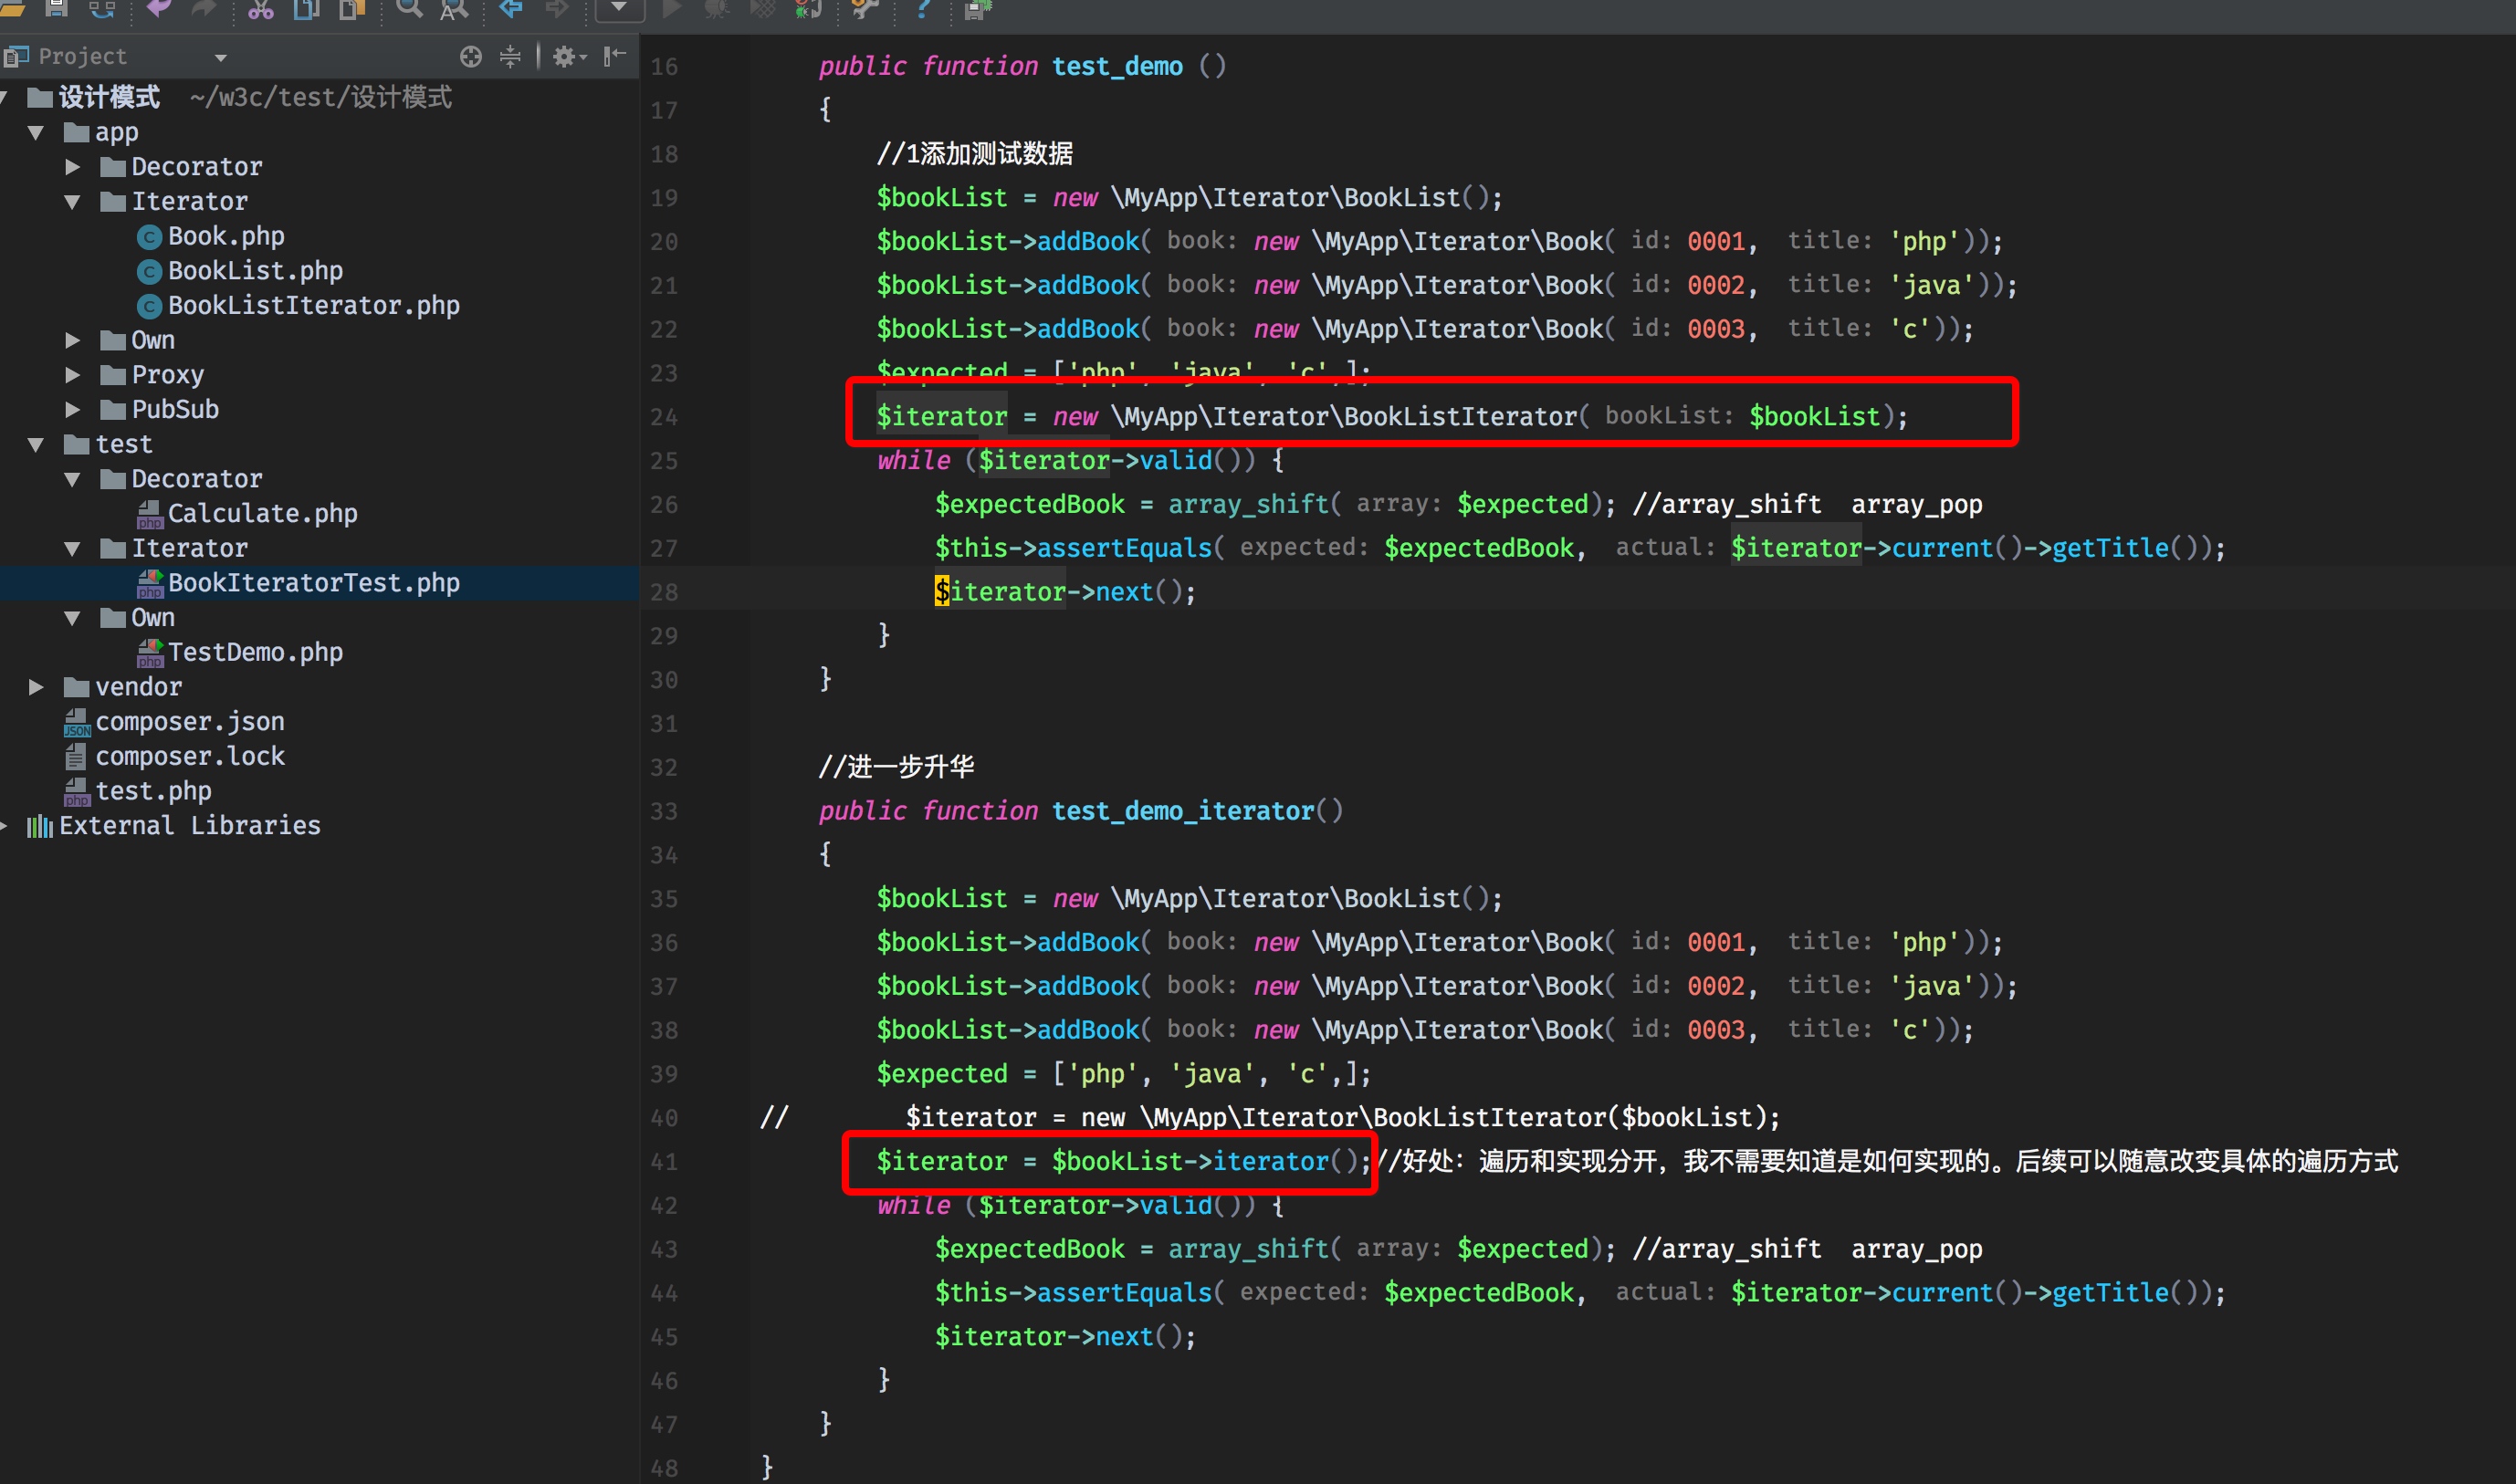 Project
设计模式 ~/w3c/test/设计模式
app
Decorator
Iterator
Book.php
BookList.php
BookListIterator.php
Own
Proxy
PubSub
test
Decorator
Calculate.php
Iterator
BookIteratorTest.php
Own
TestDemo.php
vendor
composer.json
composer.lock
test.php
External Libraries
16 public function test_demo ()
17 {
18 //1添加测试数据
19 $bookList = new \MyApp\Iterator\BookList();
20 $bookList->addBook( book: new \MyApp\Iterator\Book( id: 0001, title: 'php'));
21 $bookList->addBook( book: new \MyApp\Iterator\Book( id: 0002, title: 'java'));
22 $bookList->addBook( book: new \MyApp\Iterator\Book( id: 0003, title: 'c'));
23 $expected = ['php', 'java', 'c',];
24 $iterator = new \MyApp\Iterator\BookListIterator( bookList: $bookList);
25 while ($iterator->valid()) {
26 $expectedBook = array_shift( array: $expected); //array_shift  array_pop
27 $this->assertEquals( expected: $expectedBook, actual: $iterator->current()->getTitle());
28 $iterator->next();
29 }
30 }
31
32 //进一步升华
33 public function test_demo_iterator()
34 {
35 $bookList = new \MyApp\Iterator\BookList();
36 $bookList->addBook( book: new \MyApp\Iterator\Book( id: 0001, title: 'php'));
37 $bookList->addBook( book: new \MyApp\Iterator\Book( id: 0002, title: 'java'));
38 $bookList->addBook( book: new \MyApp\Iterator\Book( id: 0003, title: 'c'));
39 $expected = ['php', 'java', 'c',];
40 // $iterator = new \MyApp\Iterator\BookListIterator($bookList);
41 $iterator = $bookList->iterator();//好处：遍历和实现分开，我不需要知道是如何实现的。后续可以随意改变具体的遍历方式
42 while ($iterator->valid()) {
43 $expectedBook = array_shift( array: $expected); //array_shift  array_pop
44 $this->assertEquals( expected: $expectedBook, actual: $iterator->current()->getTitle());
45 $iterator->next();
46 }
47 }
48 }